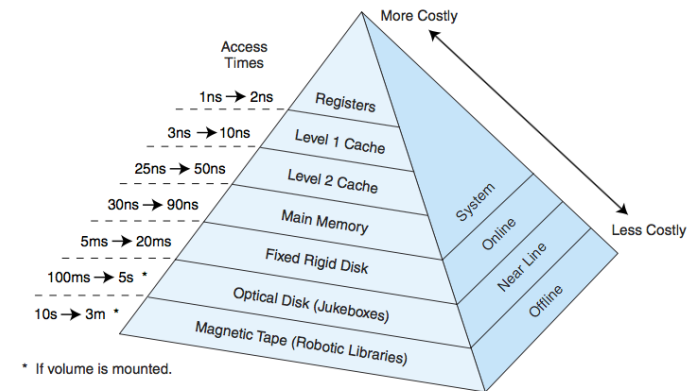 More Costly
Access
Times
1ns → 2ns
Registers
3ns → 10ns
Level 1 Cache
25ns → 50ns
Level 2 Cache
System
30ns → 90ns
Main Memory
Online
Less Costly
5ms → 20ms
Fixed Rigid Disk
Near Line
100ms → 5s *
Optical Disk (Jukeboxes)
Offline
10s → 3m *
Magnetic Tape (Robotic Libraries)
* If volume is mounted.